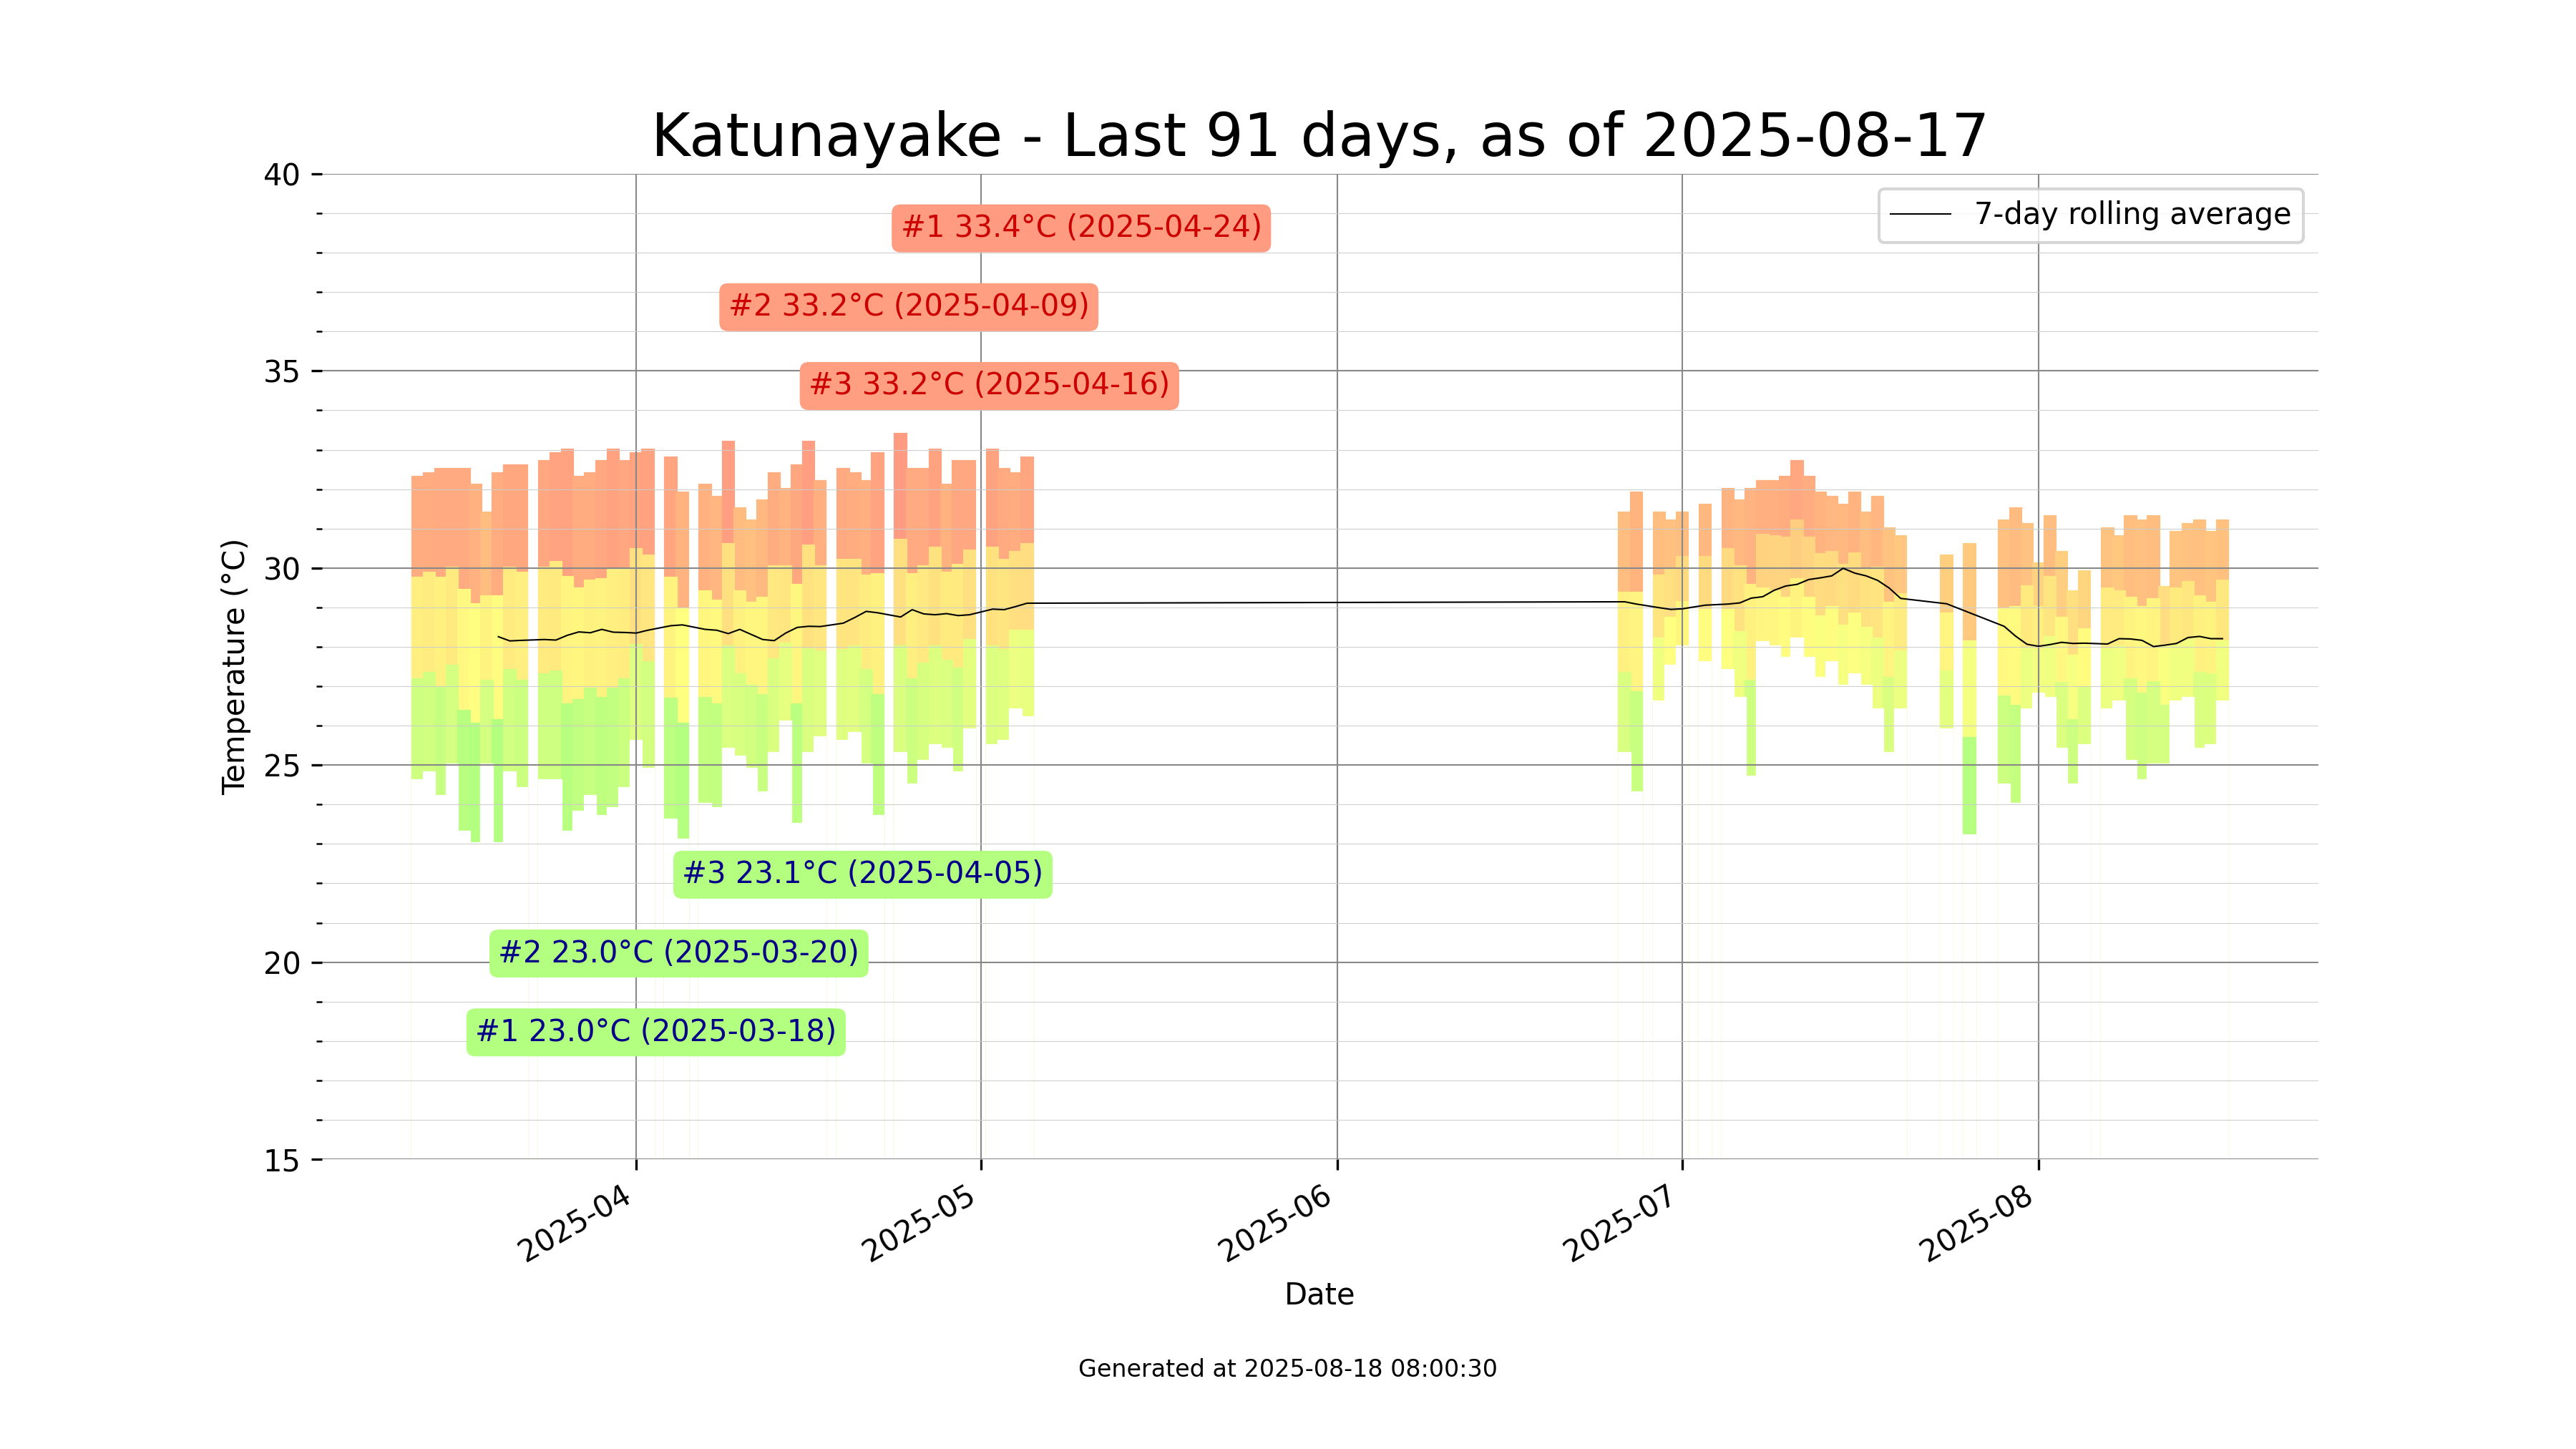 Katunayake - Last 91 days, as of 2025-08-17
40
35
30
25
20
15
Temperature (°C)
7-day rolling average
#1 33.4°C (2025-04-24)
#2 33.2°C (2025-04-09)
#3 33.2°C (2025-04-16)
#3 23.1°C (2025-04-05)
#2 23.0°C (2025-03-20)
#1 23.0°C (2025-03-18)
2025-04
2025-05
2025-06
2025-07
2025-08
Date
Generated at 2025-08-18 08:00:30